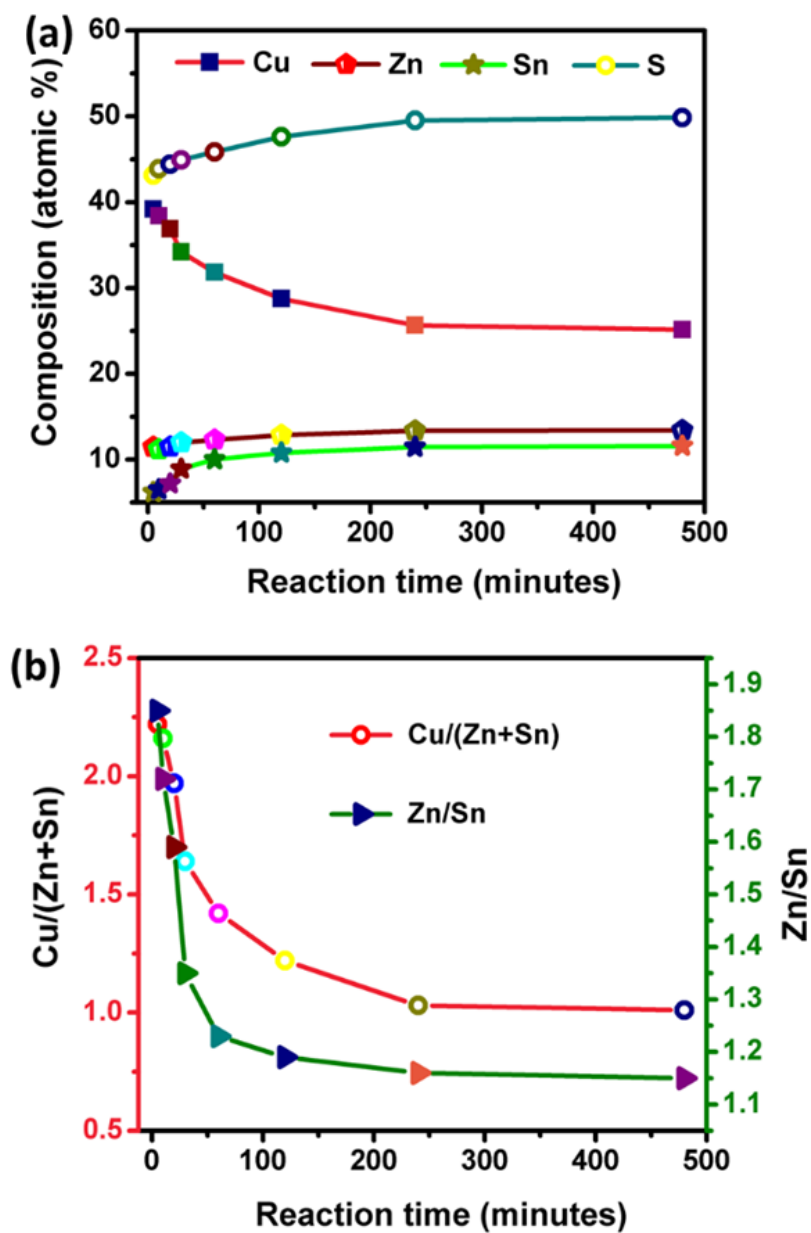 (a)
60
50
40
30
20
10
Composition (atomic %)
Cu Zn Sn S
0 100 200 300 400 500
Reaction time (minutes)
(b)
2.5
2.0
1.5
1.0
0.5
Cu/(Zn+Sn)
Cu/(Zn+Sn)
Zn/Sn
1.9
1.8
1.7
1.6
1.5
1.4
1.3
1.2
1.1
Zn/Sn
0 100 200 300 400 500
Reaction time (minutes)